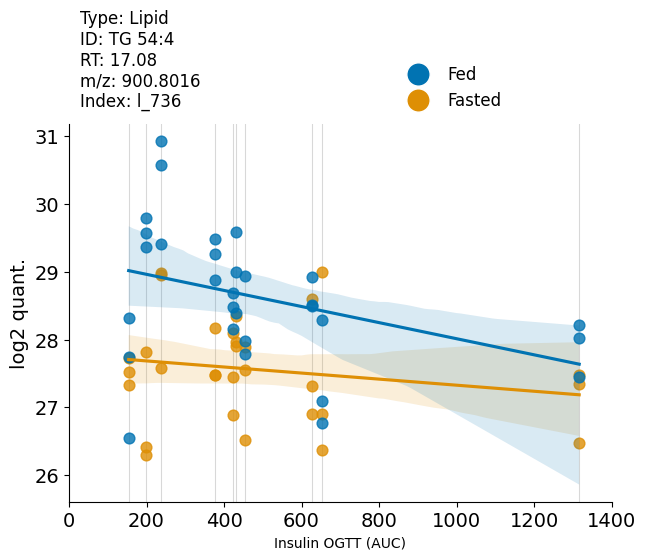 Type: Lipid
ID: TG 54:4
RT: 17.08
m/z: 900.8016
Index: l_736
Fed
Fasted
31
30
29
28
27
26
log2 quant.
0 200 400 600 800 1000 1200 1400
Insulin OGTT (AUC)